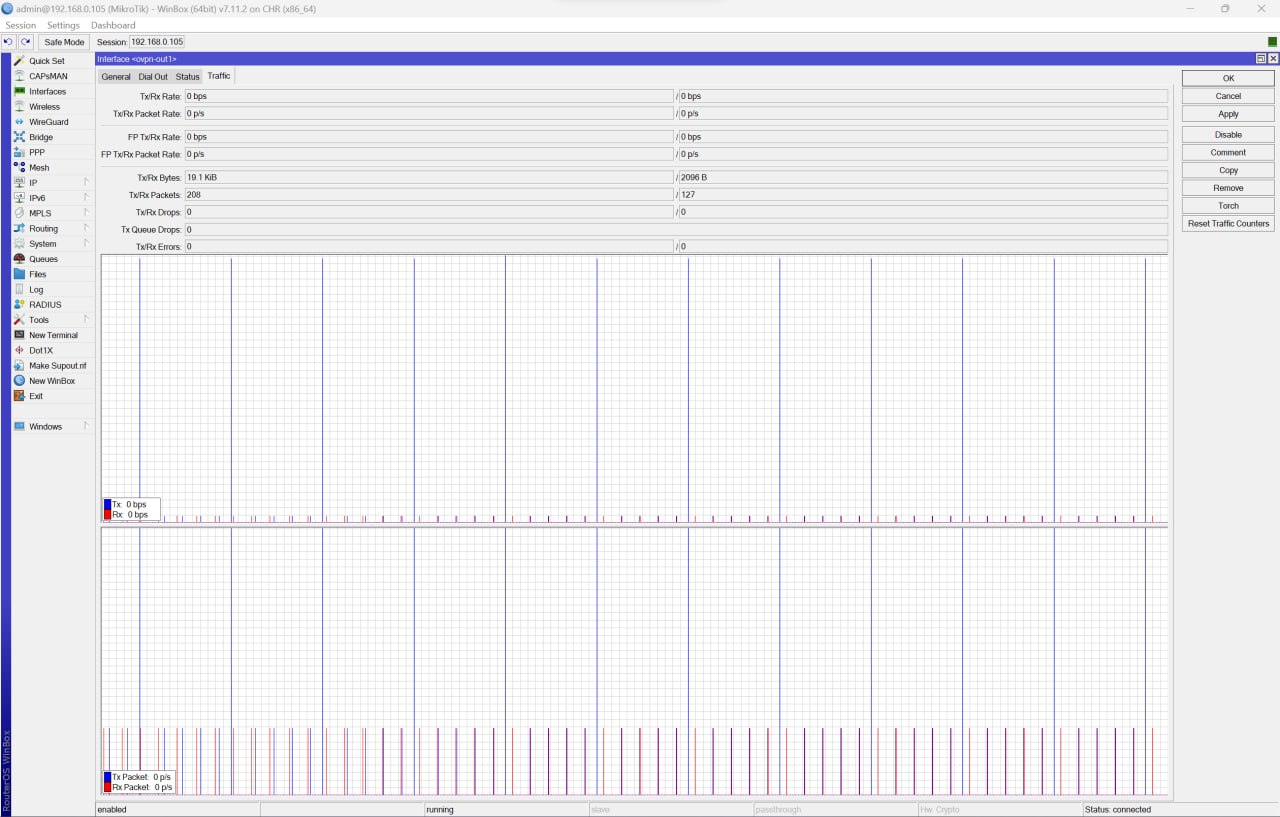 admin@192.168.0.105 (MikroTik) - WinBox (64bit) v7.11.2 on CHR (x86_64)
Session Settings Dashboard
Safe Mode Session: 192.168.0.105
Quick Set
CAPsMAN
Interfaces
Wireless
WireGuard
Bridge
PPP
Mesh
IP
IPv6
MPLS
Routing
System
Queues
Files
Log
RADIUS
Tools
New Terminal
Dot1X
Make Supout.rif
New WinBox
Exit
Windows
RouterOS WinBox
Interface <ovpn-out1>
General Dial Out Status Traffic
Tx/Rx Rate: 0 bps / 0 bps
Tx/Rx Packet Rate: 0 p/s / 0 p/s
FP Tx/Rx Rate: 0 bps / 0 bps
FP Tx/Rx Packet Rate: 0 p/s / 0 p/s
Tx/Rx Bytes: 19.1 KiB / 2096 B
Tx/Rx Packets: 208 / 127
Tx/Rx Drops: 0 / 0
Tx Queue Drops: 0
Tx/Rx Errors: 0 / 0
Tx: 0 bps
Rx: 0 bps
Tx Packet: 0 p/s
Rx Packet: 0 p/s
OK
Cancel
Apply
Disable
Comment
Copy
Remove
Torch
Reset Traffic Counters
enabled running slave passthrough Hw. Crypto Status: connected